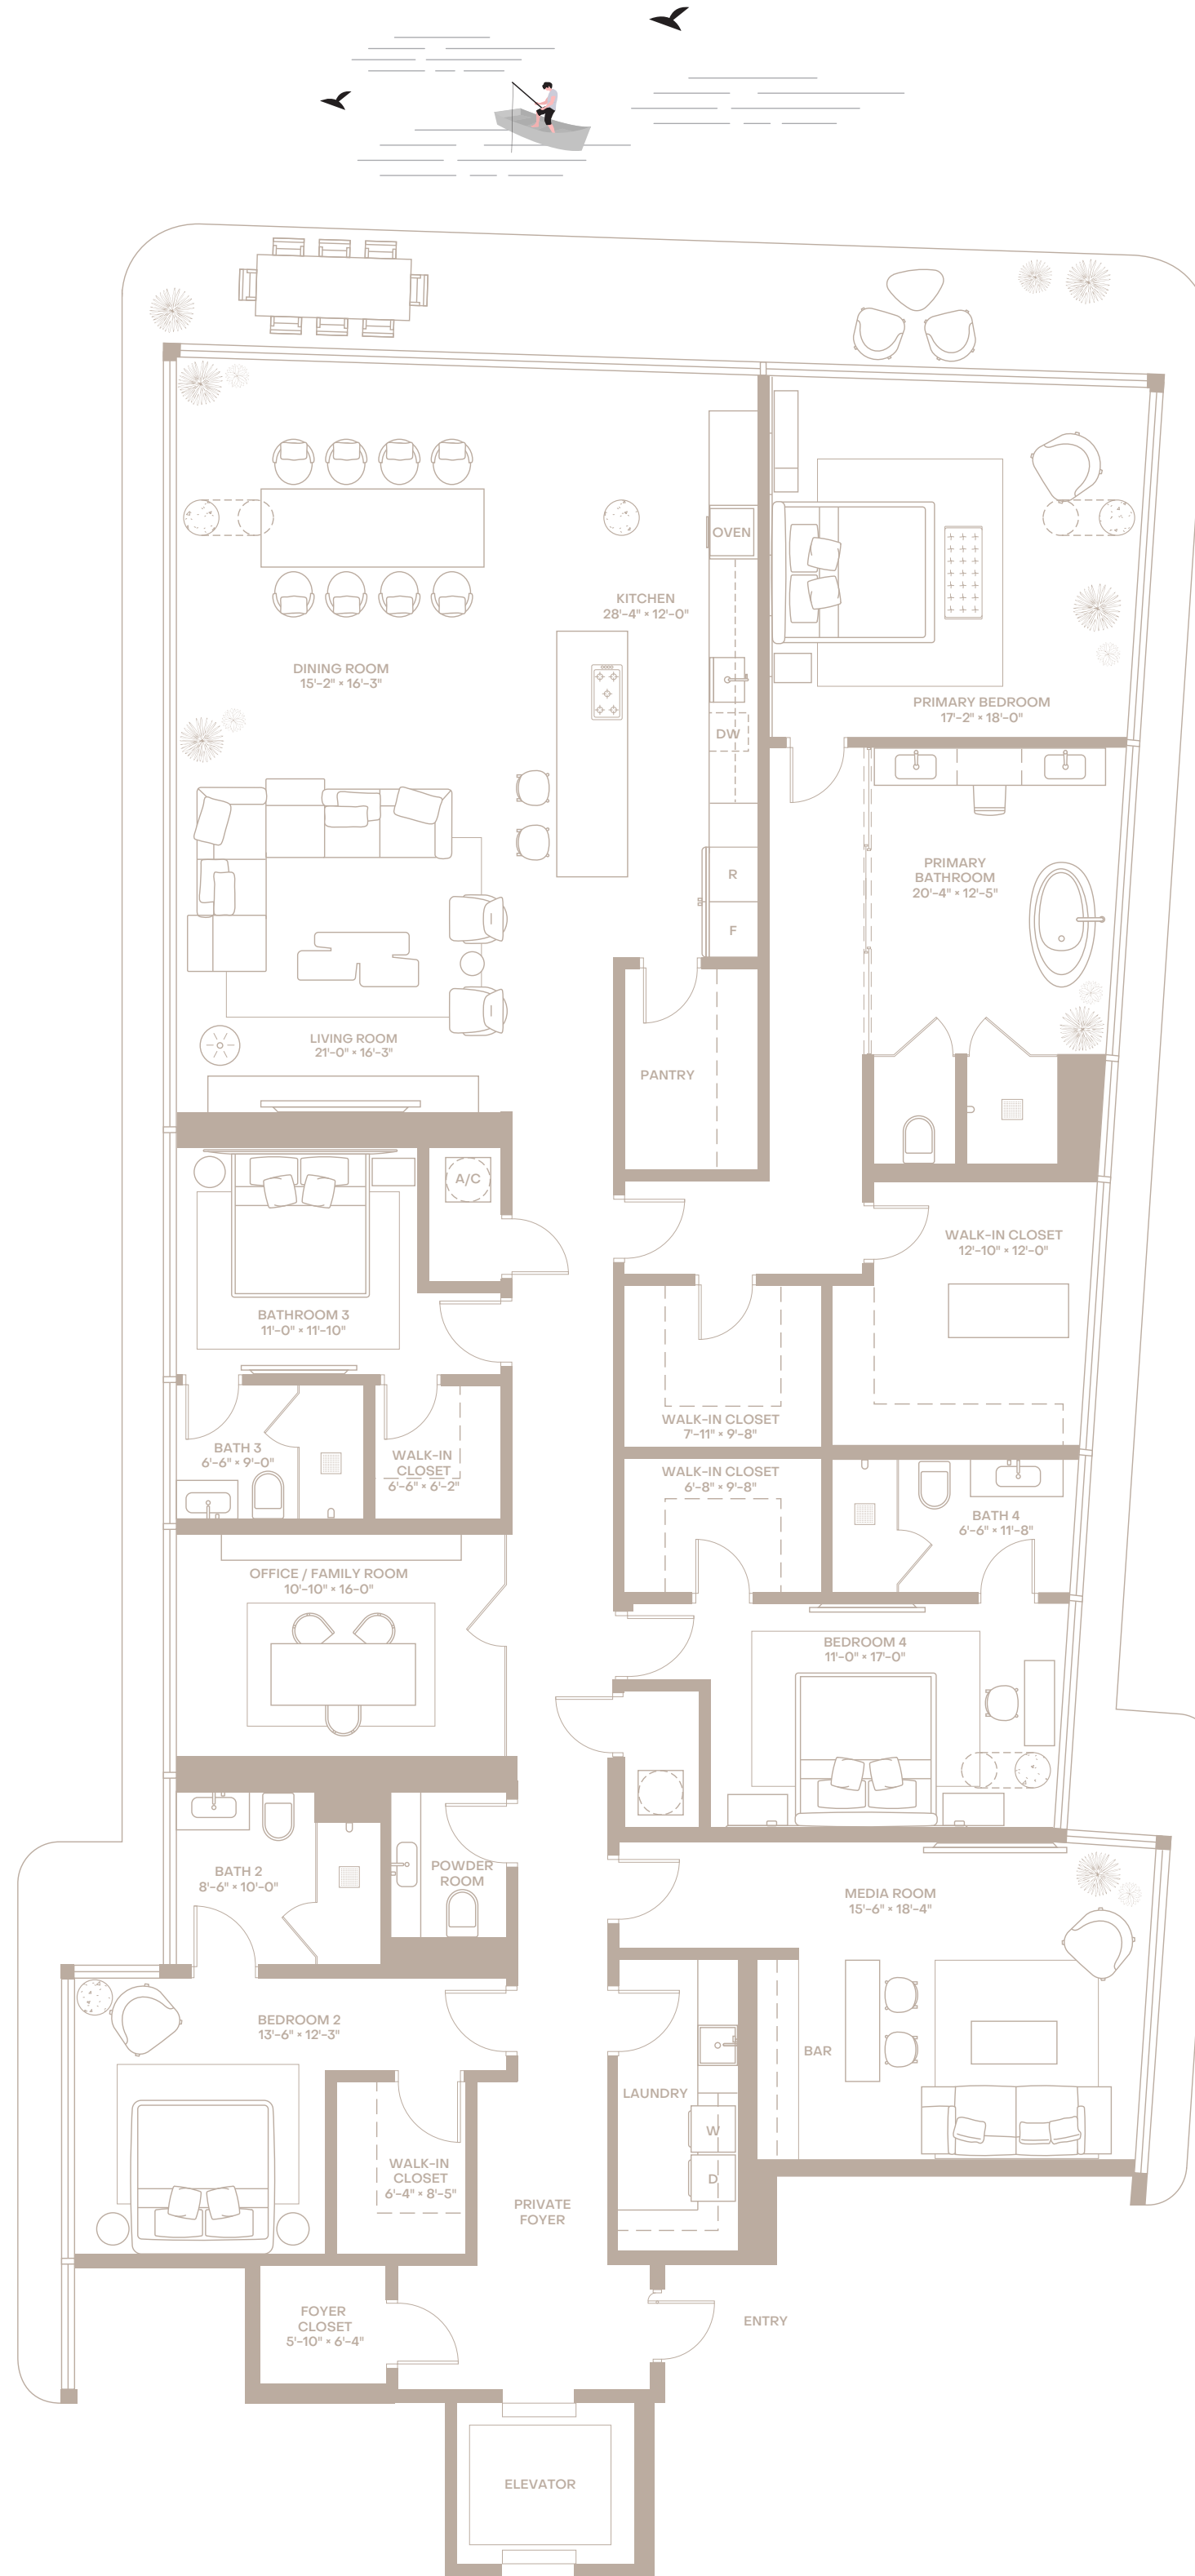 OVEN
KITCHEN
28'-4" × 12'-0"
DINING ROOM
15'-2" × 16'-3"
PRIMARY BEDROOM
17'-2" × 18'-0"
DW
PRIMARY
BATHROOM
20'-4" × 12'-5"
R
F
LIVING ROOM
21'-0" × 16'-3"
PANTRY
A/C
WALK-IN CLOSET
12'-10" × 12'-0"
BATHROOM 3
11'-0" × 11'-10"
WALK-IN CLOSET
7'-11" × 9'-8"
BATH 3
6'-6" × 9'-0"
WALK-IN
CLOSET
6'-6" × 6'-2"
WALK-IN CLOSET
6'-8" × 9'-8"
BATH 4
6'-6" × 11'-8"
OFFICE / FAMILY ROOM
10'-10" × 16-0"
BEDROOM 4
11'-0" × 17'-0"
POWDER
ROOM
BATH 2
8'-6" × 10'-0"
MEDIA ROOM
15'-6" × 18'-4"
BEDROOM 2
13'-6" × 12'-3"
BAR
LAUNDRY
W
D
WALK-IN
CLOSET
6'-4" × 8'-5"
PRIVATE
FOYER
FOYER
CLOSET
5'-10" × 6'-4"
ENTRY
ELEVATOR